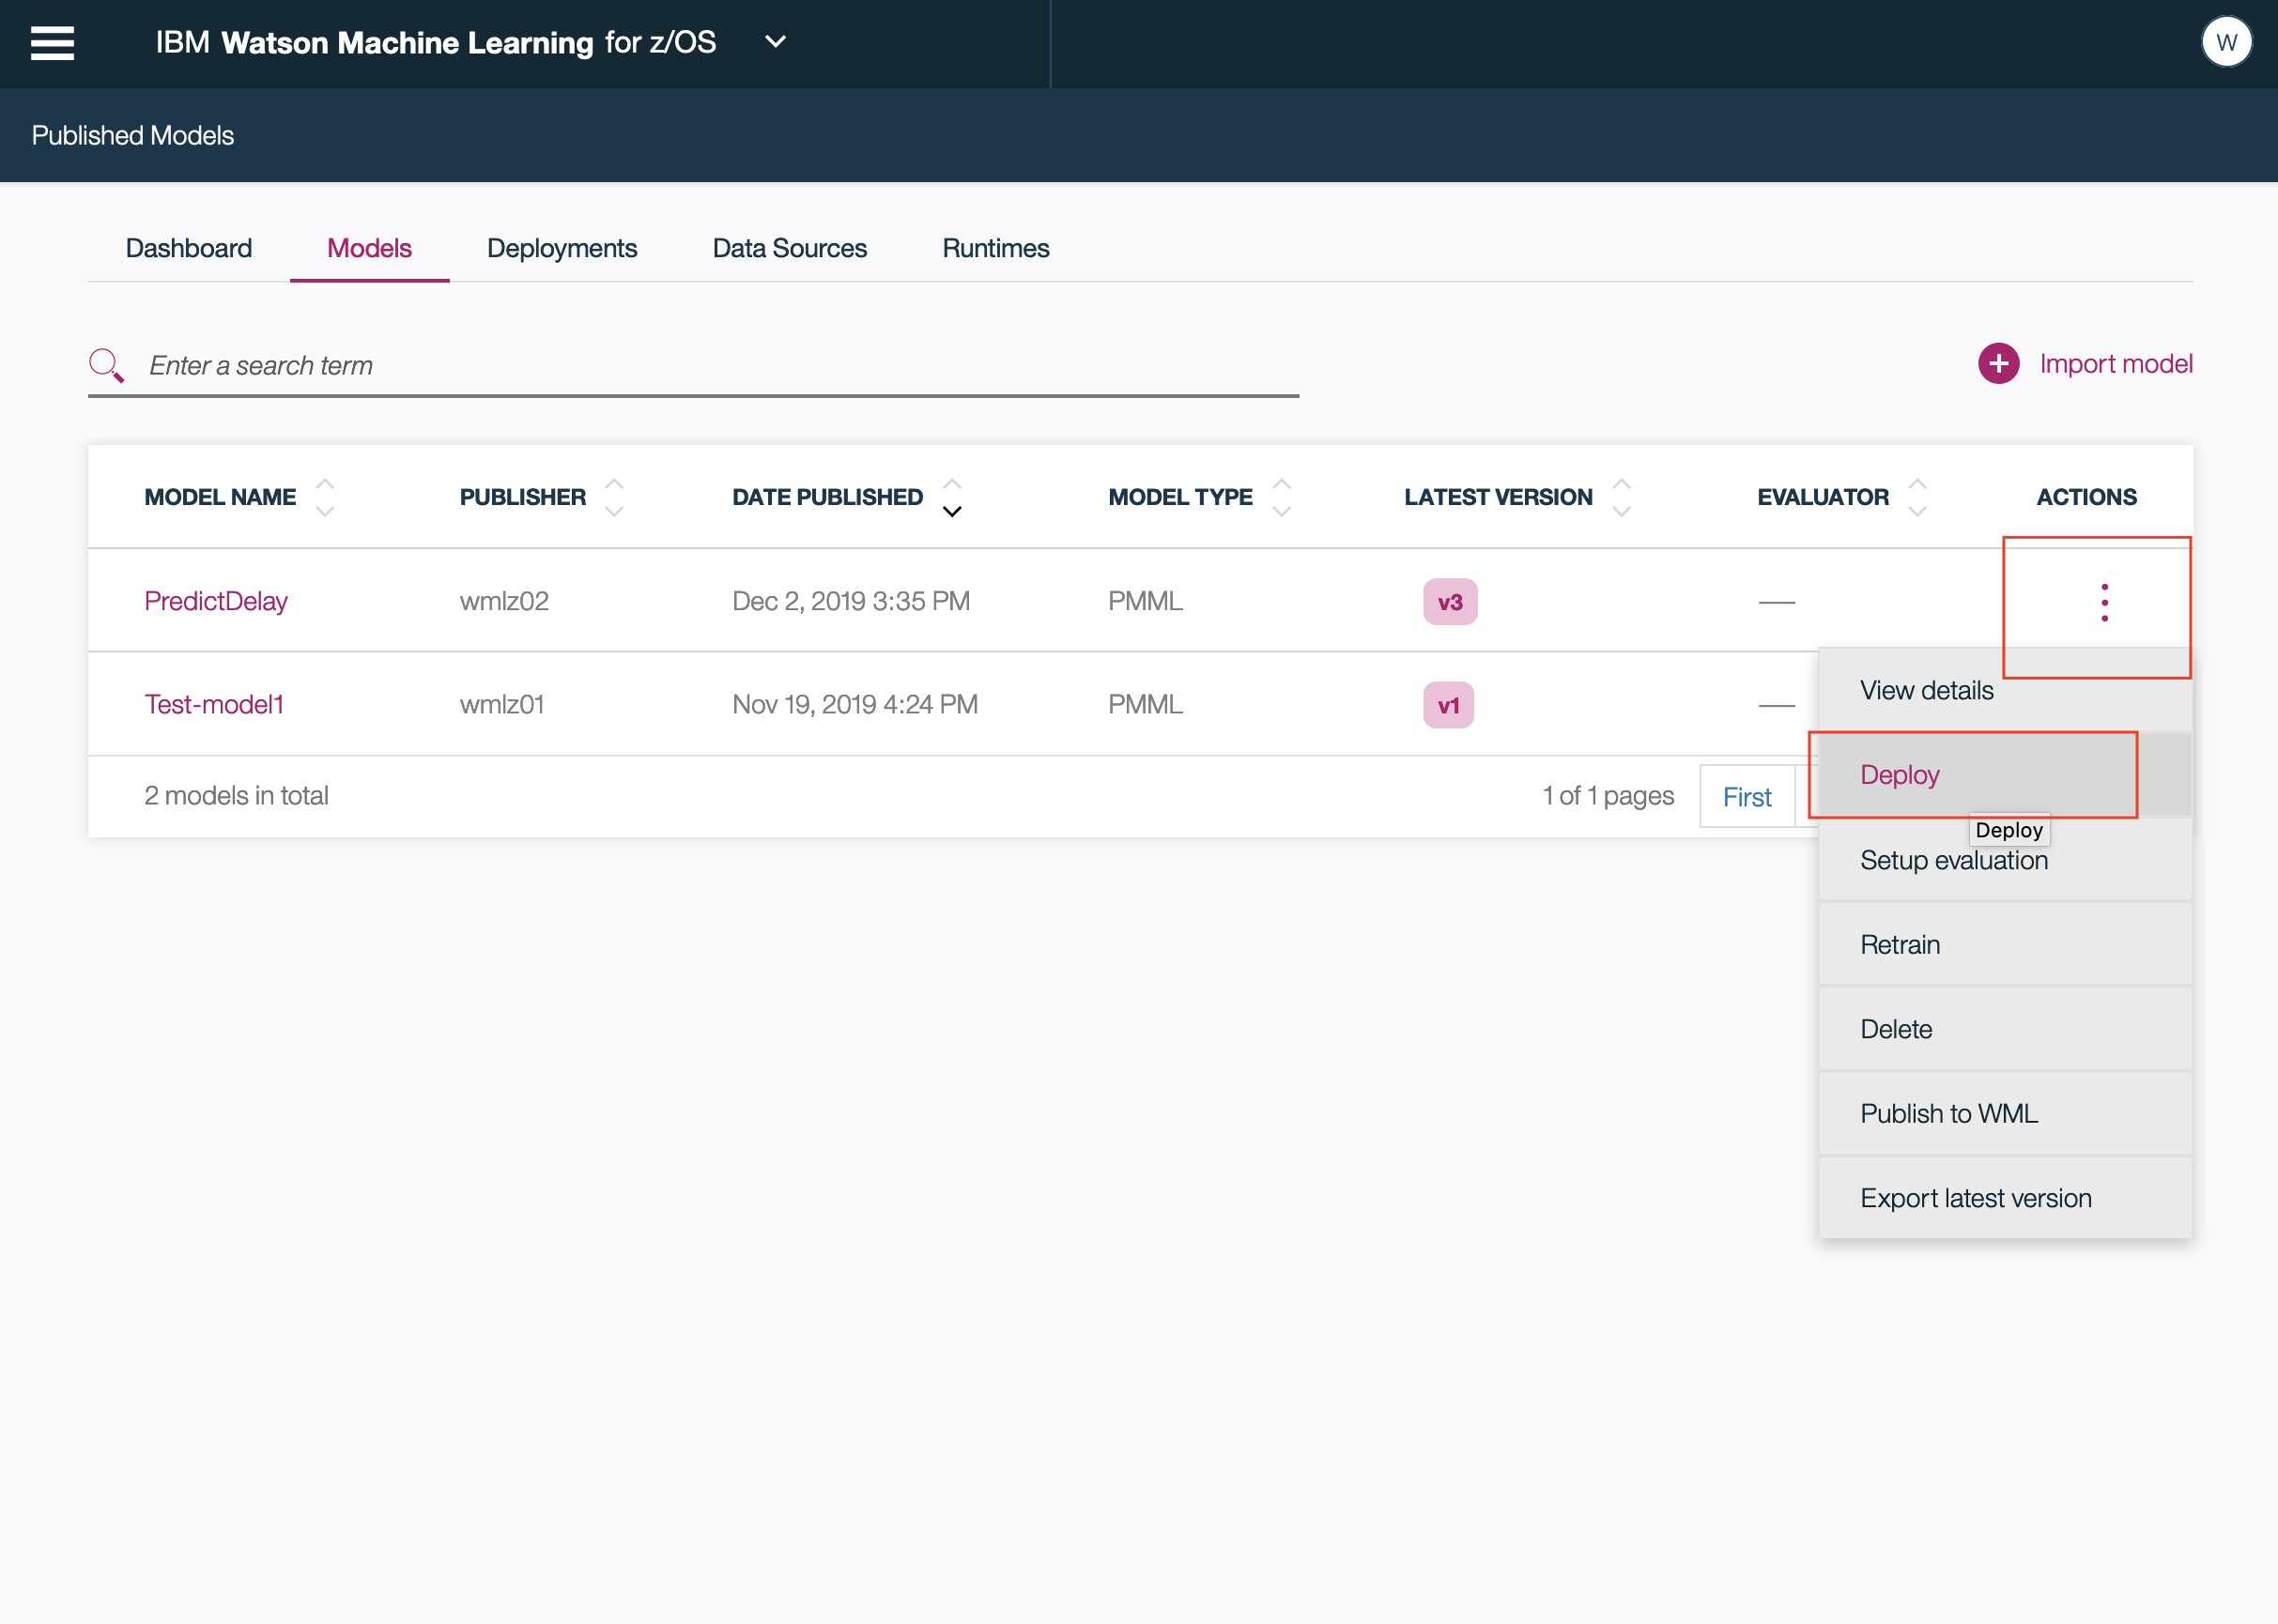 IBM Watson Machine Learning for z/OS
W
Published Models
Dashboard Models Deployments Data Sources Runtimes
Enter a search term
Import model
MODEL NAME PUBLISHER DATE PUBLISHED MODEL TYPE LATEST VERSION EVALUATOR ACTIONS
PredictDelay wmlz02 Dec 2, 2019 3:35 PM PMML v3 —
Test-model1 wmlz01 Nov 19, 2019 4:24 PM PMML v1 —
2 models in total 1 of 1 pages First
View details
Deploy
Deploy
Setup evaluation
Retrain
Delete
Publish to WML
Export latest version